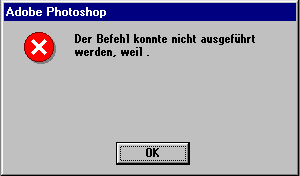 Adobe Photoshop
Der Befehl konnte nicht ausgeführt
werden, weil .
OK